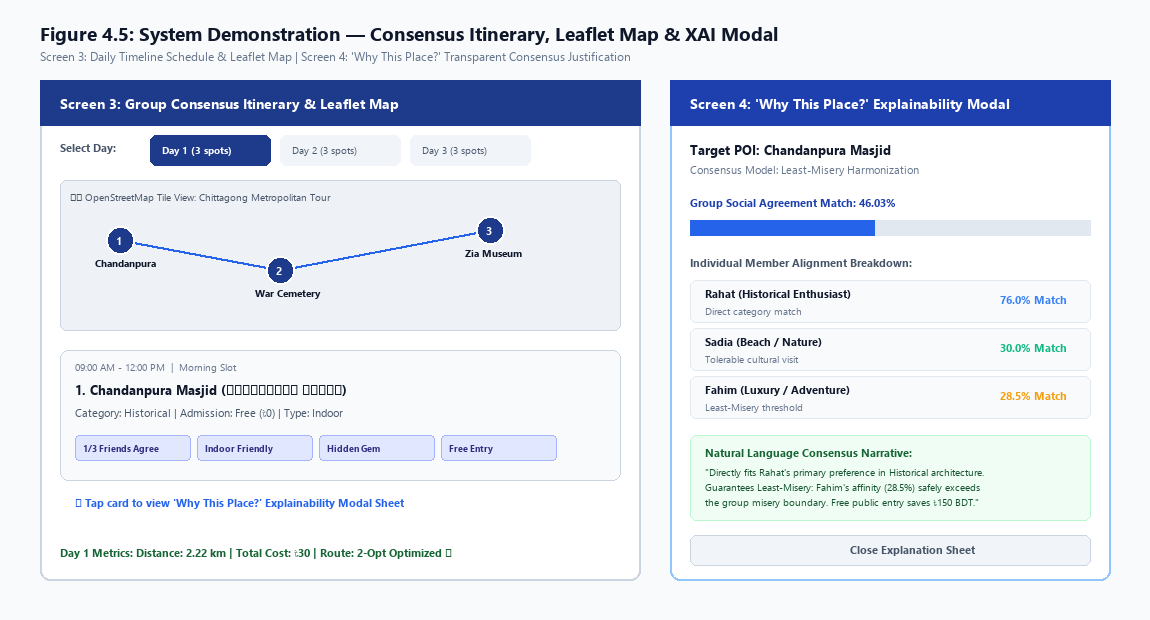 Figure 4.5: System Demonstration — Consensus Itinerary, Leaflet Map & XAI Modal
Screen 3: Daily Timeline Schedule & Leaflet Map | Screen 4: 'Why This Place?' Transparent Consensus Justification
Screen 3: Group Consensus Itinerary & Leaflet Map
Select Day:
Day 1 (3 spots)
Day 2 (3 spots)
Day 3 (3 spots)
OpenStreetMap Tile View: Chittagong Metropolitan Tour
1
Chandanpura
2
War Cemetery
3
Zia Museum
09:00 AM - 12:00 PM | Morning Slot
1. Chandanpura Masjid (▯▯▯▯▯▯▯▯▯ ▯▯▯▯▯)
Category: Historical | Admission: Free (৳0) | Type: Indoor
1/3 Friends Agree
Indoor Friendly
Hidden Gem
Free Entry
Tap card to view 'Why This Place?' Explainability Modal Sheet
Day 1 Metrics: Distance: 2.22 km | Total Cost: ৳30 | Route: 2-Opt Optimized
Screen 4: 'Why This Place?' Explainability Modal
Target POI: Chandanpura Masjid
Consensus Model: Least-Misery Harmonization
Group Social Agreement Match: 46.03%
Individual Member Alignment Breakdown:
Rahat (Historical Enthusiast)
Direct category match
76.0% Match
Sadia (Beach / Nature)
Tolerable cultural visit
30.0% Match
Fahim (Luxury / Adventure)
Least-Misery threshold
28.5% Match
Natural Language Consensus Narrative:
"Directly fits Rahat's primary preference in Historical architecture.
Guarantees Least-Misery: Fahim's affinity (28.5%) safely exceeds
the group misery boundary. Free public entry saves ৳150 BDT."
Close Explanation Sheet